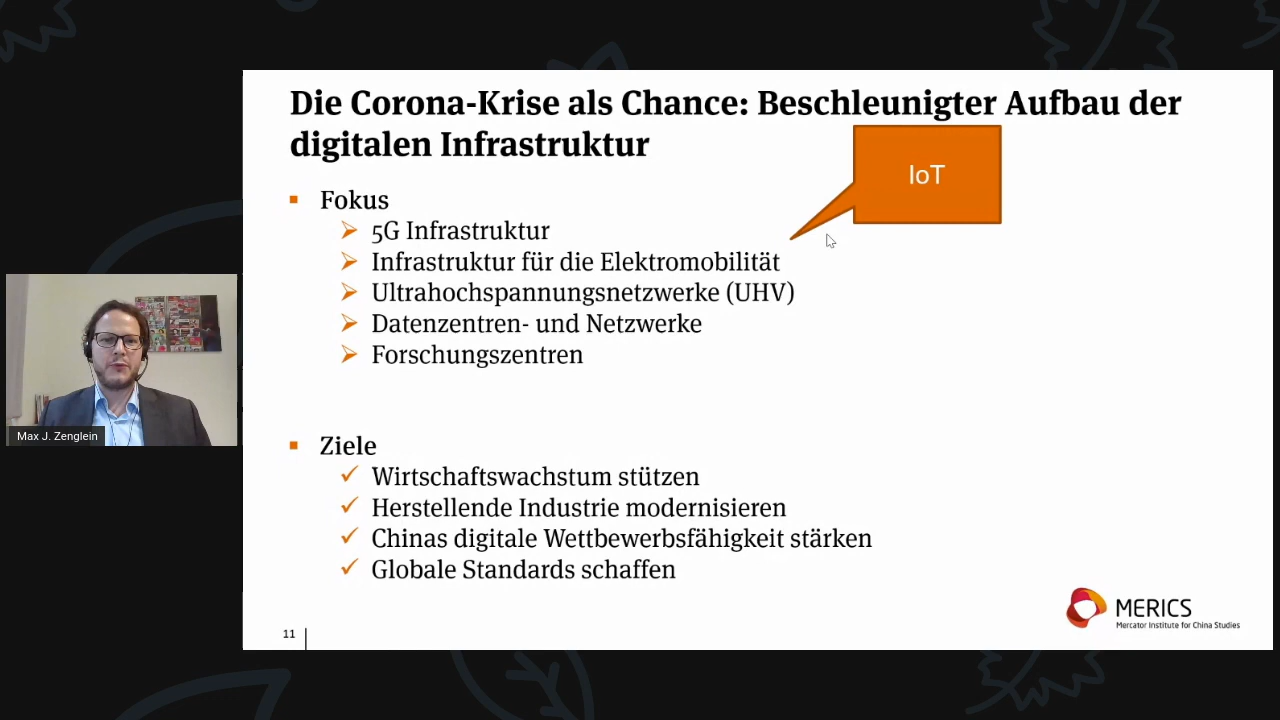 Die Corona-Krise als Chance: Beschleunigter Aufbau der
digitalen Infrastruktur
IoT
Fokus
5G Infrastruktur
Infrastruktur für die Elektromobilität
Ultrahochspannungsnetzwerke (UHV)
Datenzentren- und Netzwerke
Forschungszentren
Max J. Zenglein
Ziele
Wirtschaftswachstum stützen
Herstellende Industrie modernisieren
Chinas digitale Wettbewerbsfähigkeit stärken
Globale Standards schaffen
MERICS
Mercator Institute for China Studies
11